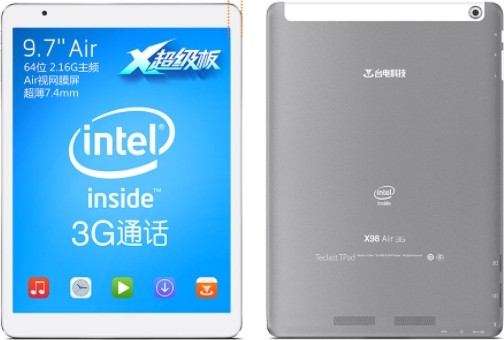 9.7" Air
64位 2.16G主频
Air视网膜屏
超薄7.4mm
X超级板
intel
inside™
3G通话
台电科技
intel
inside
X98 Air 3G
Teclast TPad